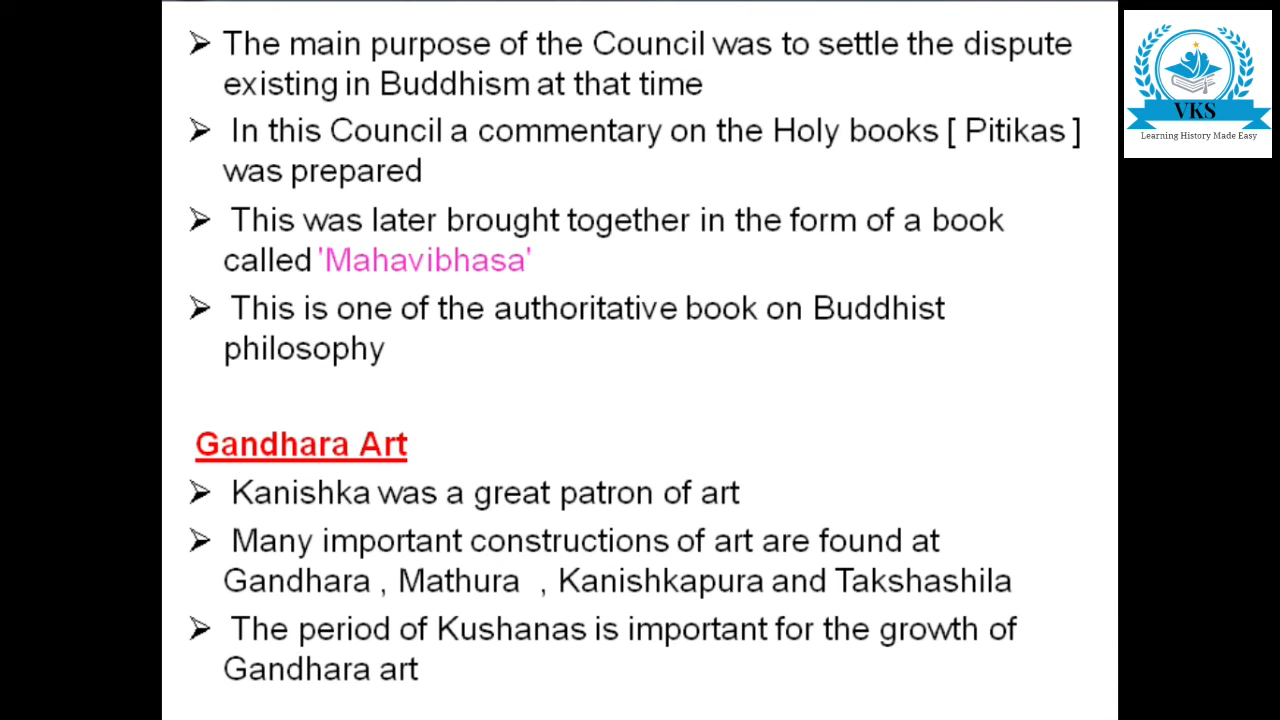 ➢ The main purpose of the Council was to settle the dispute
existing in Buddhism at that time
➢ In this Council a commentary on the Holy books [ Pitikas ]
was prepared
➢ This was later brought together in the form of a book
called 'Mahavibhasa'
➢ This is one of the authoritative book on Buddhist
philosophy
Gandhara Art
➢ Kanishka was a great patron of art
➢ Many important constructions of art are found at
Gandhara , Mathura , Kanishkapura and Takshashila
➢ The period of Kushanas is important for the growth of
Gandhara art
VKS
Learning History Made Easy